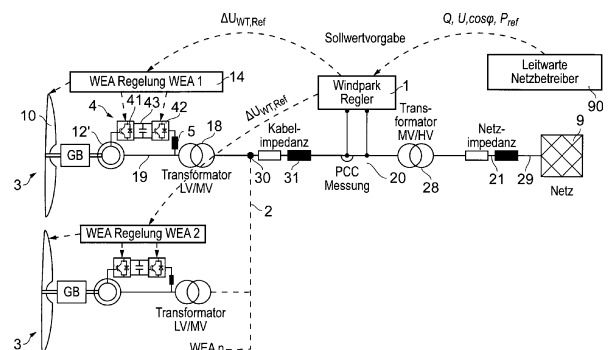 ΔU_WT,Ref
Sollwertvorgabe
Q, U,cosφ, P_ref
WEA Regelung WEA 1
14
Windpark
Regler
1
Leitwarte
Netzbetreiber
90
10
41
43
42
4
12'
5
18
ΔU_WT,Ref
Kabel-
impedanz
Trans-
formator
MV/HV
Netz-
impedanz
9
GB
3
19
Transformator
LV/MV
30
31
PCC
Messung
20
28
21
29
Netz
2
WEA Regelung WEA 2
GB
3
Transformator
LV/MV
WEA n